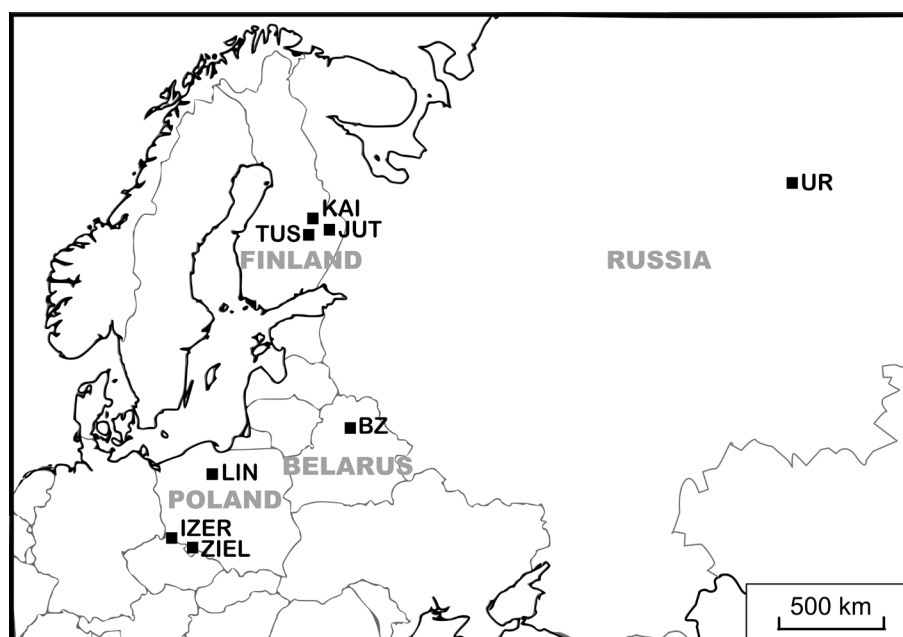 UR
KAI
TUS
JUT
FINLAND
RUSSIA
BZ
BELARUS
LIN
POLAND
IZER
ZIEL
500 km